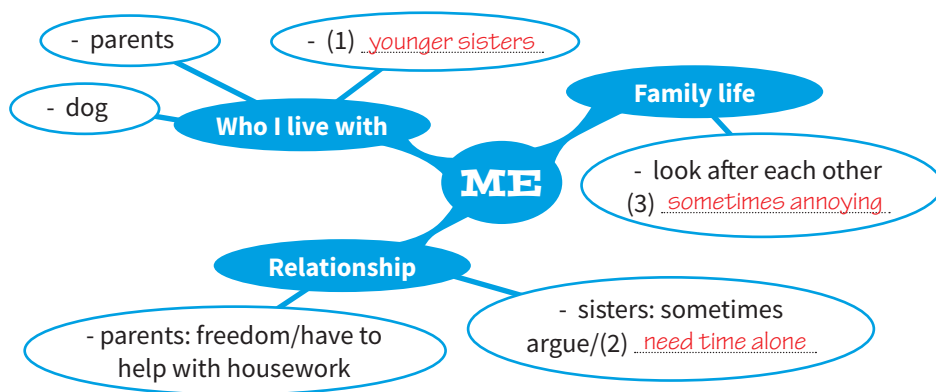 - parents
- (1) younger sisters
- dog
Who I live with
Family life
ME
- look after each other
(3) sometimes annoying
Relationship
- parents: freedom/have to
help with housework
- sisters: sometimes
argue/(2) need time alone